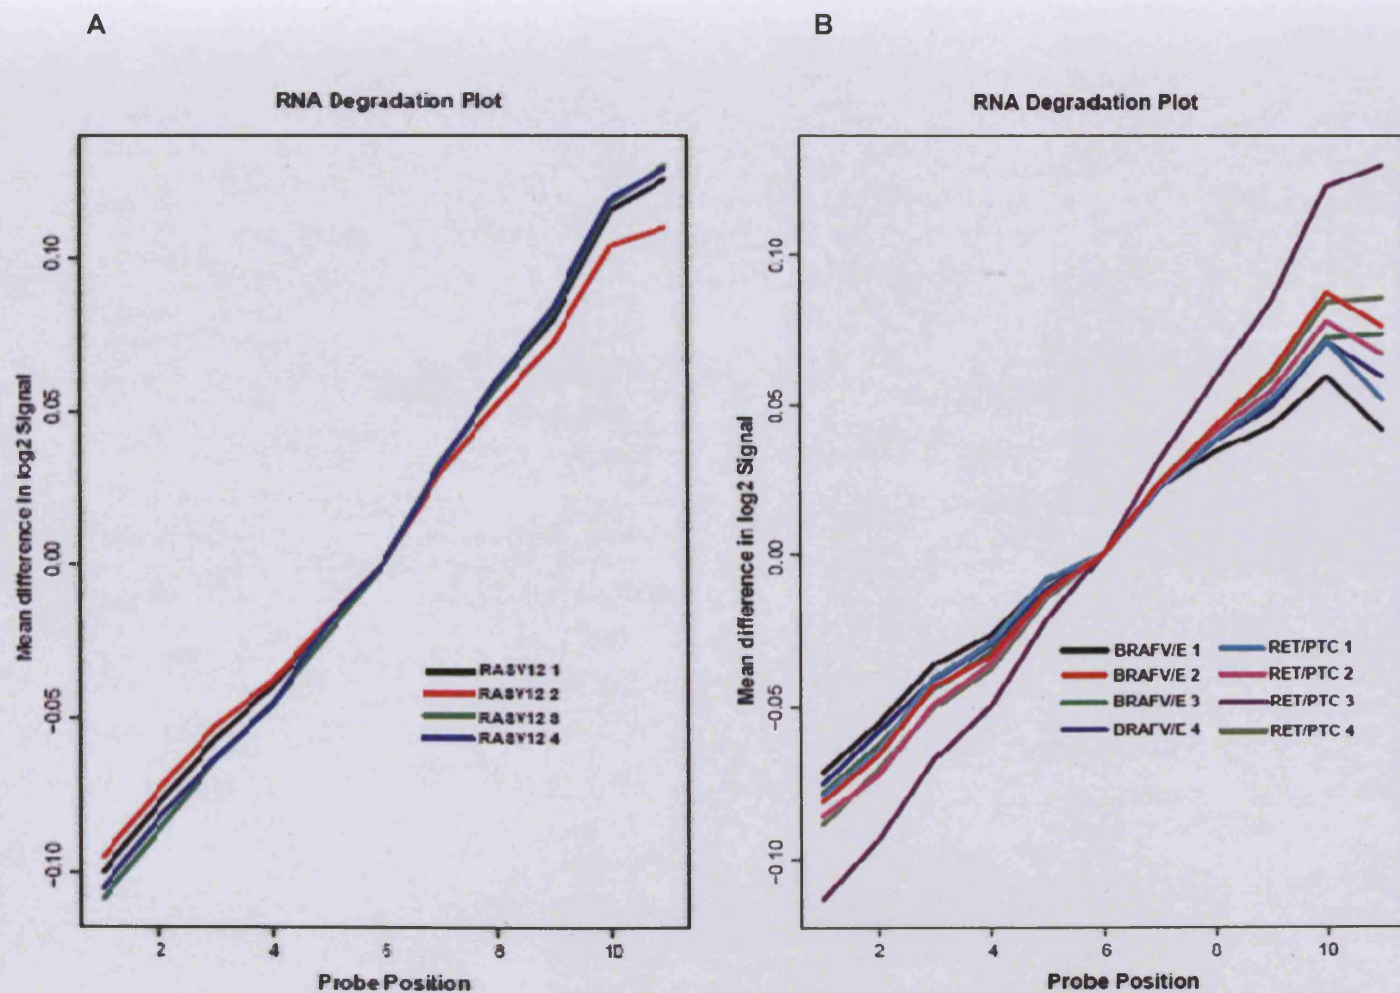 A
B
RNA Degradation Plot
RNA Degradation Plot
Mean difference in log2 Signal
0.10
0.05
0.00
−0.05
−0.10
RASV12 1
RASV12 2
RASV12 3
RASV12 4
2
4
6
8
10
Probe Position
Mean difference in log2 Signal
0.10
0.05
0.00
−0.05
−0.10
BRAFV/E 1
BRAFV/E 2
BRAFV/E 3
BRAFV/E 4
RET/PTC 1
RET/PTC 2
RET/PTC 3
RET/PTC 4
2
4
6
8
10
Probe Position